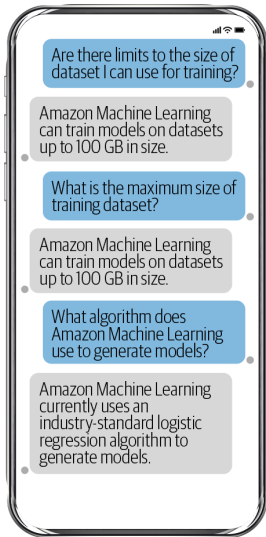 Are there limits to the size of
dataset I can use for training?
Amazon Machine Learning
can train models on datasets
up to 100 GB in size.
What is the maximum size of
training dataset?
Amazon Machine Learning
can train models on datasets
up to 100 GB in size.
What algorithm does
Amazon Machine Learning
use to generate models?
Amazon Machine Learning
currently uses an
industry-standard logistic
regression algorithm to
generate models.